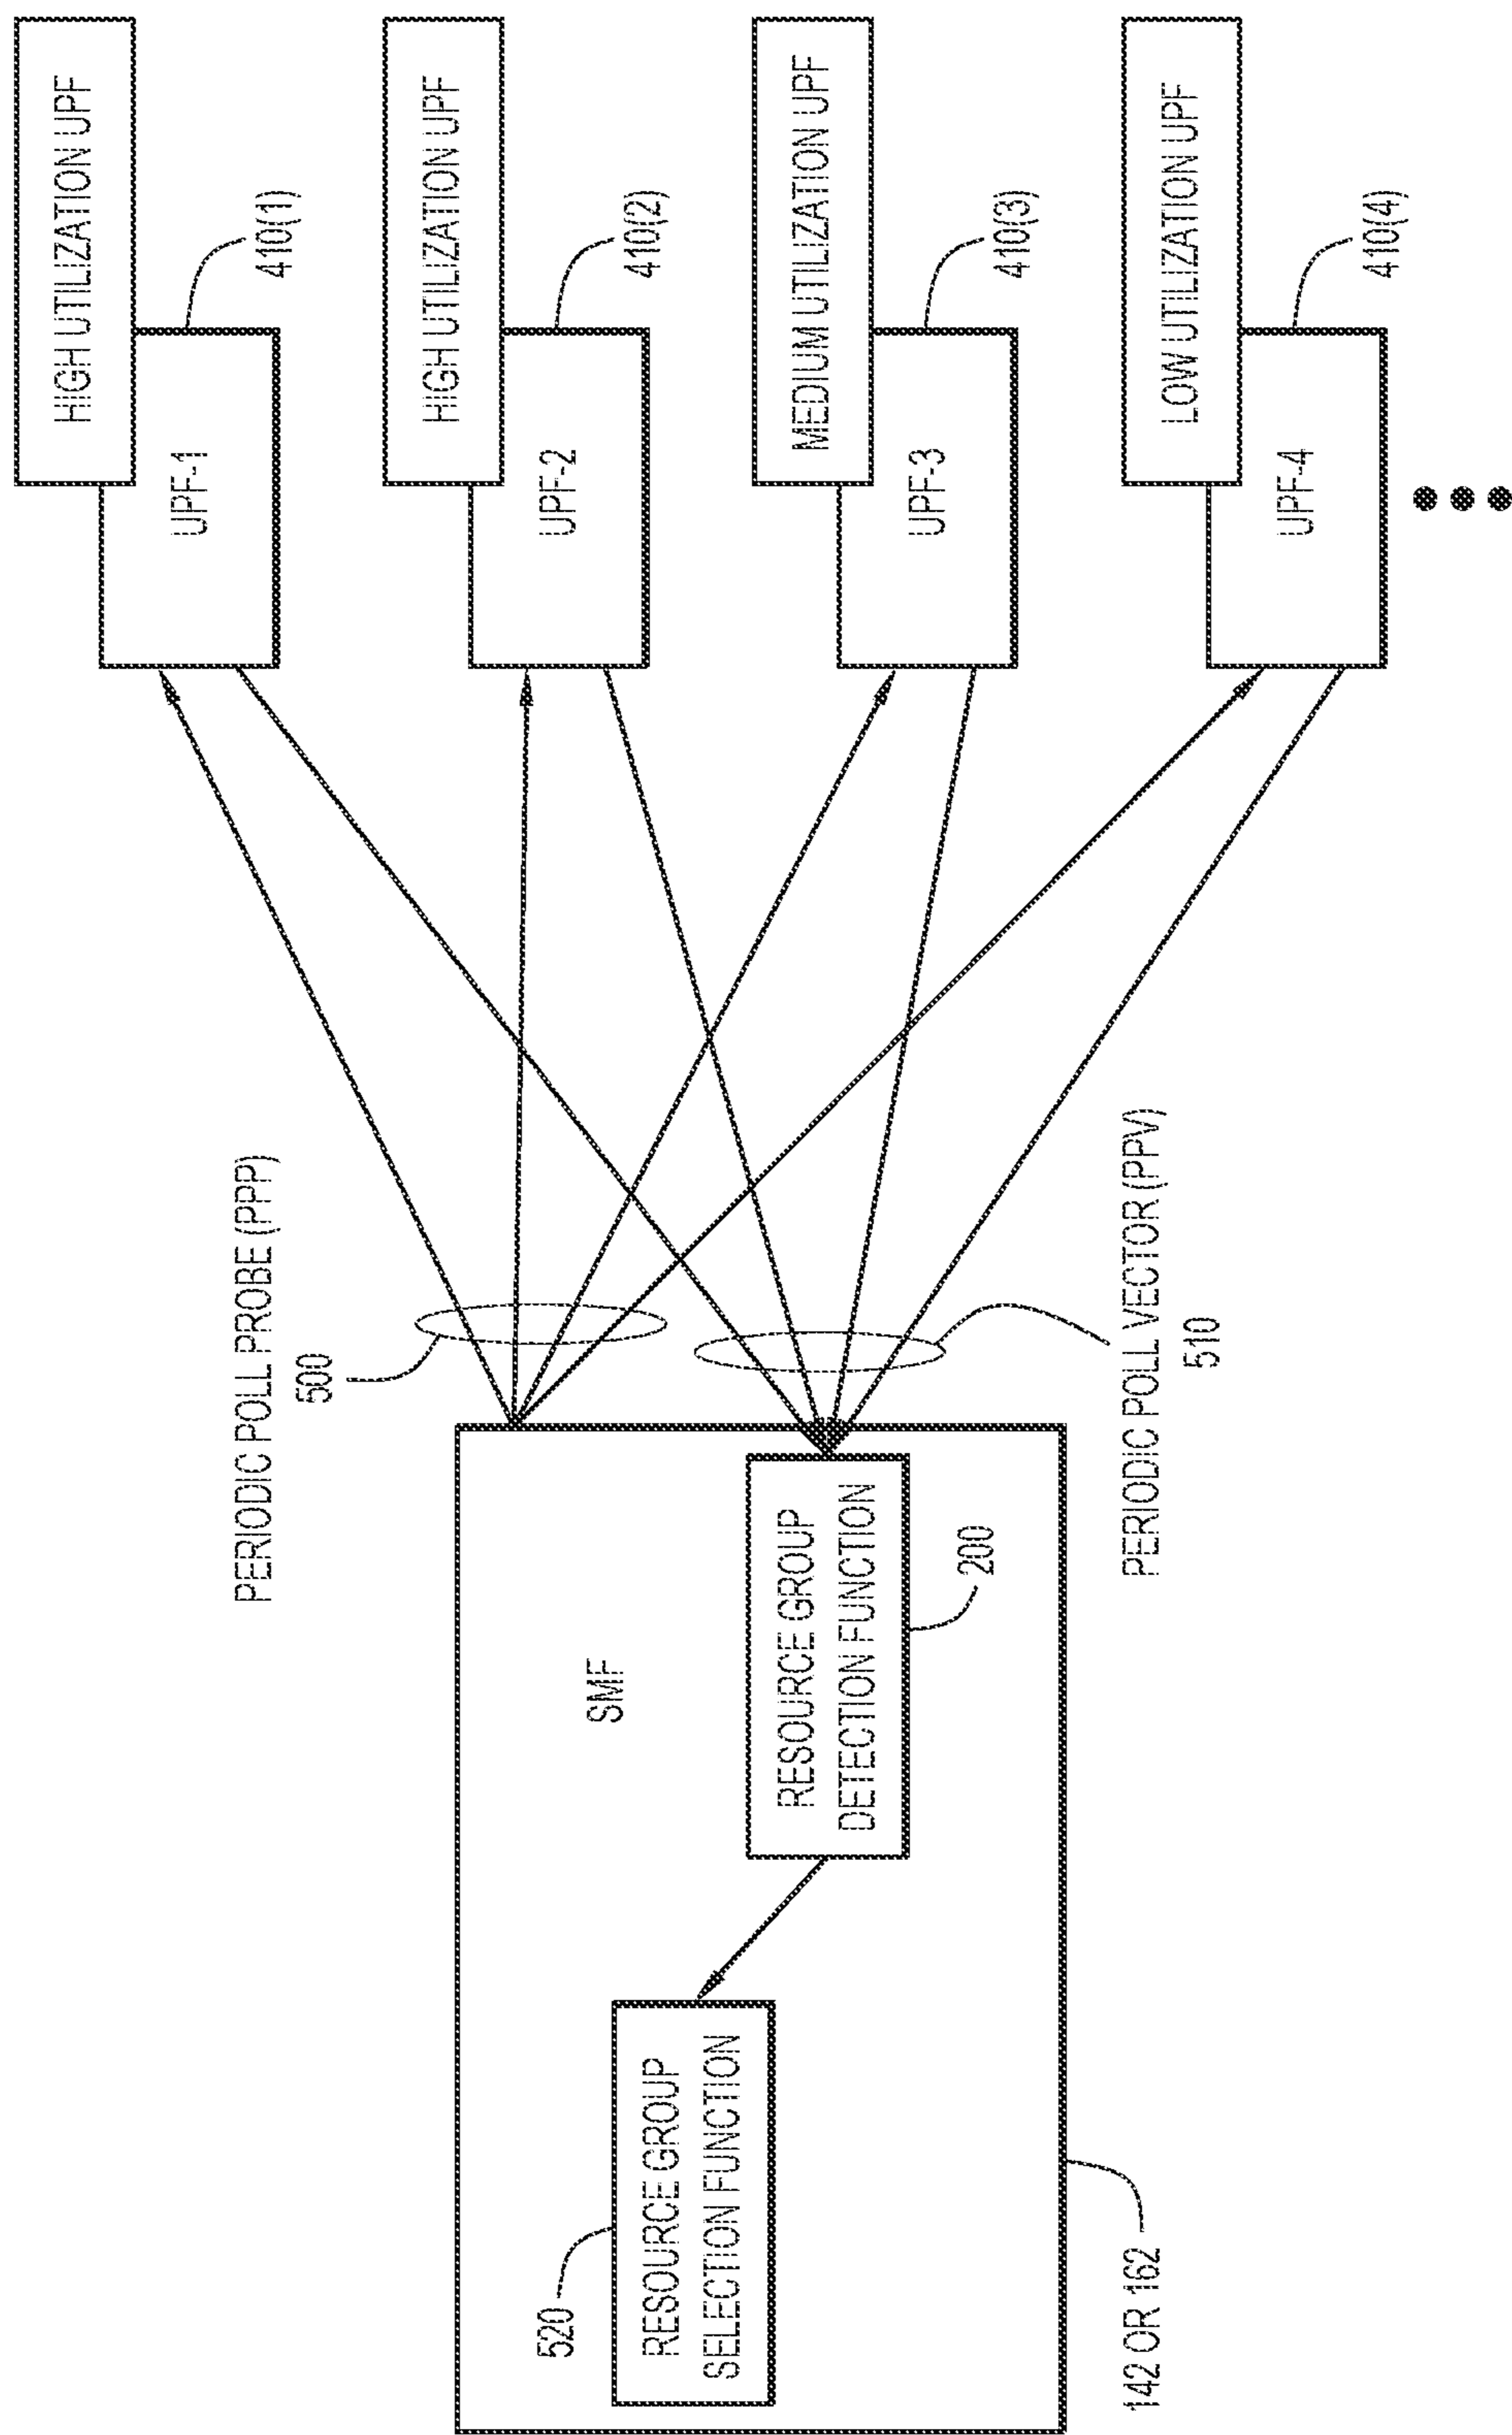 HIGH UTILIZATION UPF
UPF-1
410(1)
HIGH UTILIZATION UPF
UPF-2
410(2)
MEDIUM UTILIZATION UPF
UPF-3
410(3)
LOW UTILIZATION UPF
UPF-4
410(4)
PERIODIC POLL PROBE (PPP)
500
PERIODIC POLL VECTOR (PPV)
510
SMF
RESOURCE GROUP
DETECTION FUNCTION
200
520
RESOURCE GROUP
SELECTION FUNCTION
142 OR 162